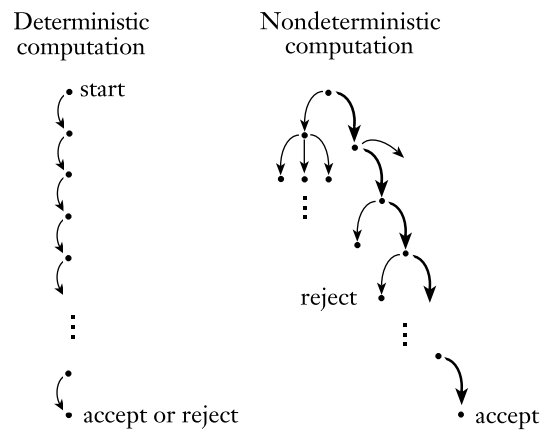 Deterministic
computation
Nondeterministic
computation
start
reject
accept or reject
accept